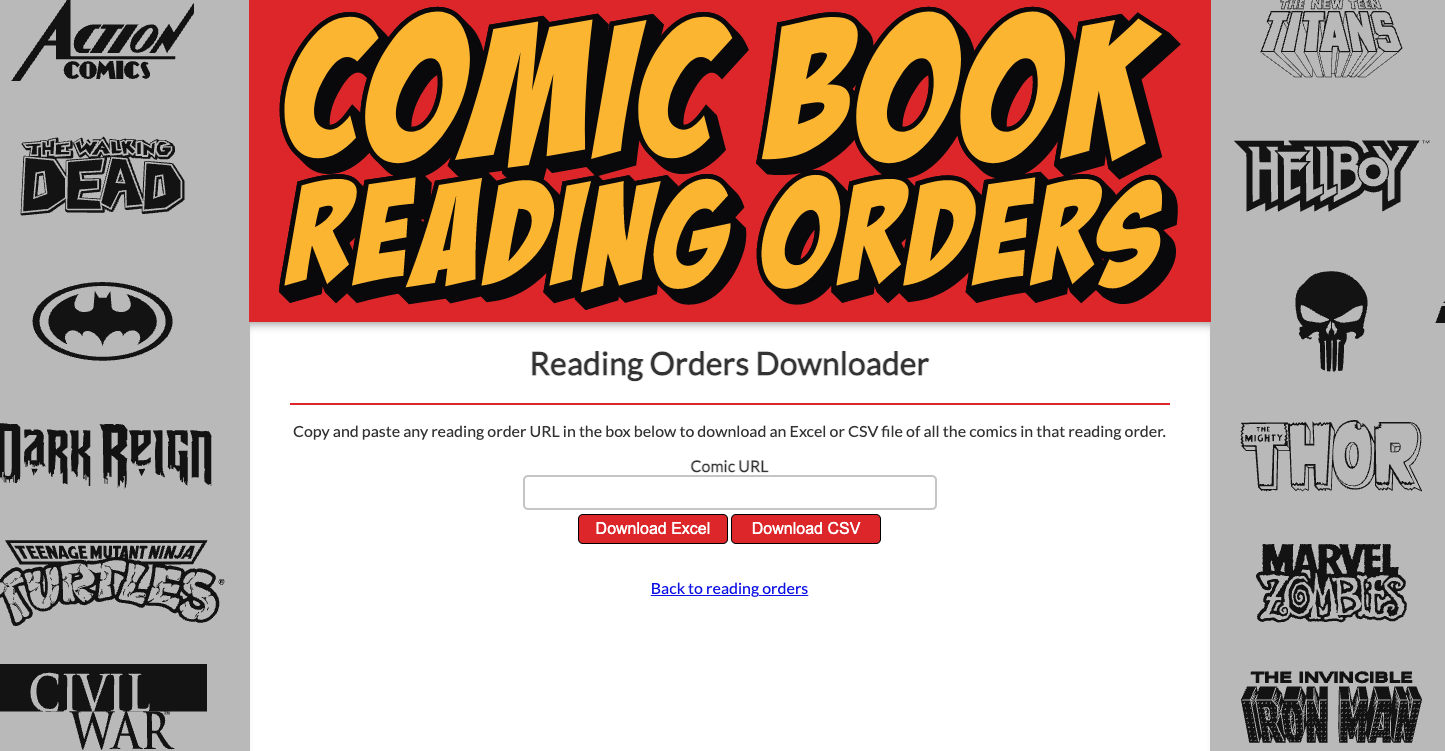 ACTION
COMICS
THE WALKING
DEAD
DARK REIGN
TEENAGE MUTANT NINJA
TURTLES®
CIVIL
WAR
COMIC BOOK
READING ORDERS
Reading Orders Downloader
Copy and paste any reading order URL in the box below to download an Excel or CSV file of all the comics in that reading order.
Comic URL
Download Excel
Download CSV
Back to reading orders
THE NEW TEEN
TITANS
HELLBOY™
THE
MIGHTY
THOR
MARVEL
ZOMBIES
THE INVINCIBLE
IRON MAN